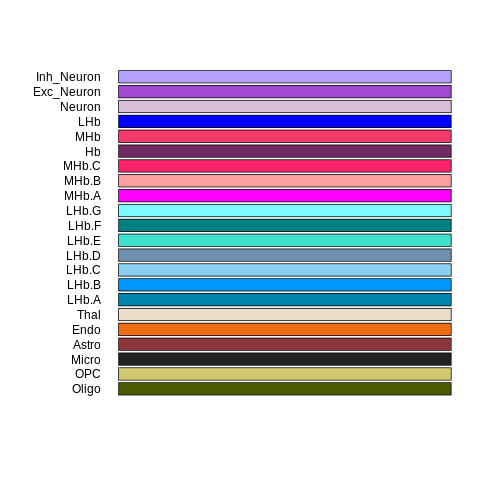 Inh_Neuron
Exc_Neuron
Neuron
LHb
MHb
Hb
MHb.C
MHb.B
MHb.A
LHb.G
LHb.F
LHb.E
LHb.D
LHb.C
LHb.B
LHb.A
Thal
Endo
Astro
Micro
OPC
Oligo